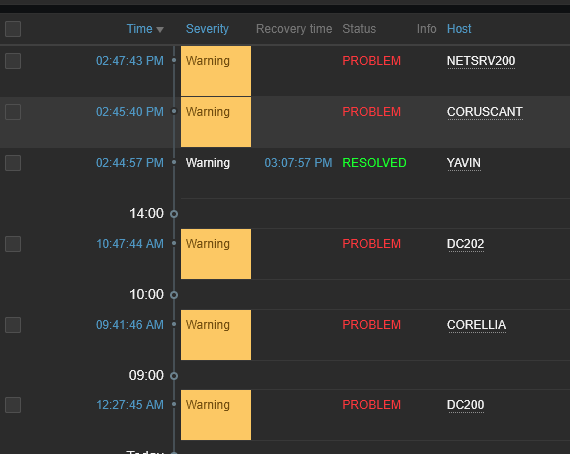 Time Severity Recovery time Status Info Host
02:47:43 PM Warning PROBLEM NETSRV200
02:45:40 PM Warning PROBLEM CORUSCANT
02:44:57 PM Warning 03:07:57 PM RESOLVED YAVIN
14:00
10:47:44 AM Warning PROBLEM DC202
10:00
09:41:46 AM Warning PROBLEM CORELLIA
09:00
12:27:45 AM Warning PROBLEM DC200
Today